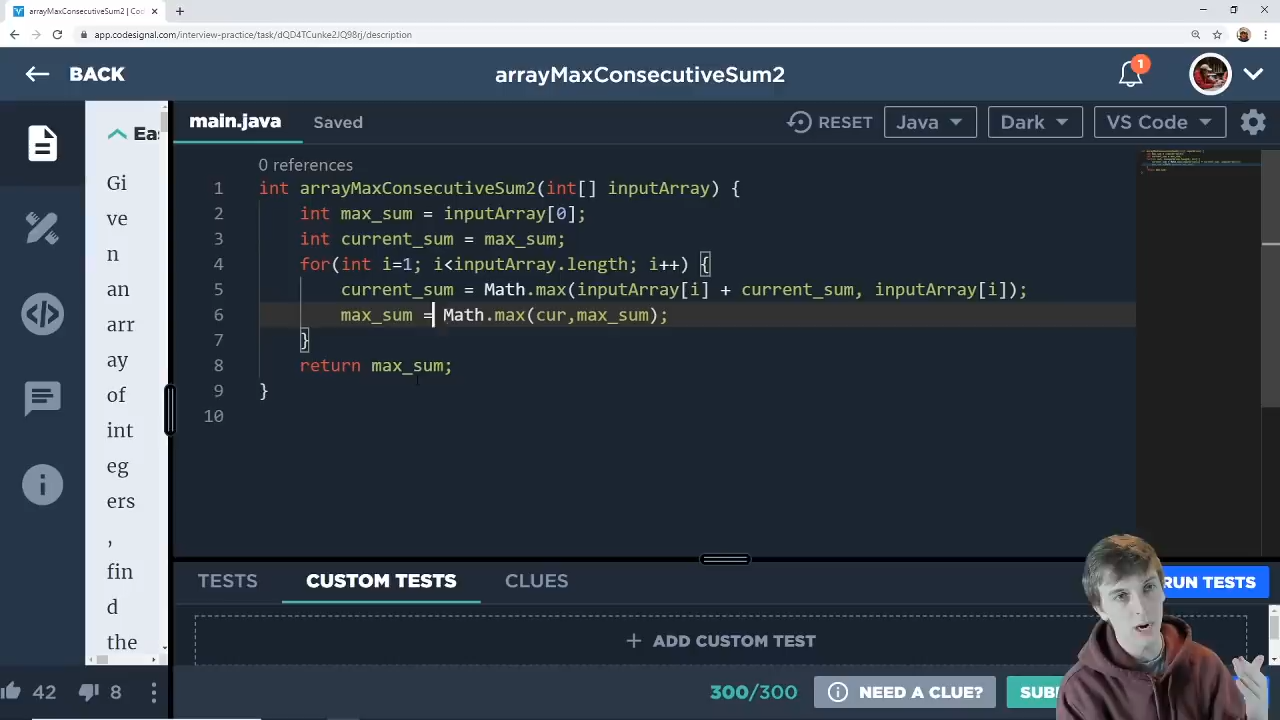 arrayMaxConsecutiveSum2 | Cod
app.codesignal.com/interview-practice/task/dQD4TCunke2JQ98rj/description
BACK
arrayMaxConsecutiveSum2
1
main.java
Saved
RESET
Java
Dark
VS Code
Eas
Gi
ve
n
an
arr
ay
of
int
eg
ers
,
fin
d
the
0 references
1 int arrayMaxConsecutiveSum2(int[] inputArray) {
2 int max_sum = inputArray[0];
3 int current_sum = max_sum;
4 for(int i=1; i<inputArray.length; i++) {
5 current_sum = Math.max(inputArray[i] + current_sum, inputArray[i]);
6 max_sum = Math.max(cur,max_sum);
7 }
8 return max_sum;
9 }
10
TESTS
CUSTOM TESTS
CLUES
RUN TESTS
+ ADD CUSTOM TEST
42
8
300/300
NEED A CLUE?
SUB